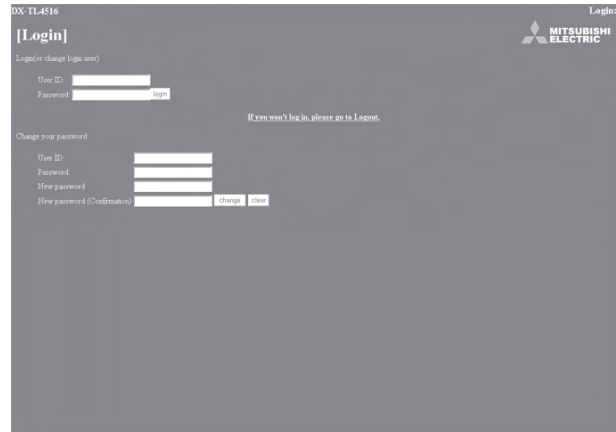 DX-TL4516 Login:
[Login]
MITSUBISHI
ELECTRIC
Login(or change login user)
User ID:
Password: login
If you won't log in, please go to Logout.
Change your password
User ID:
Password:
New password
New password (Confirmation) change clear